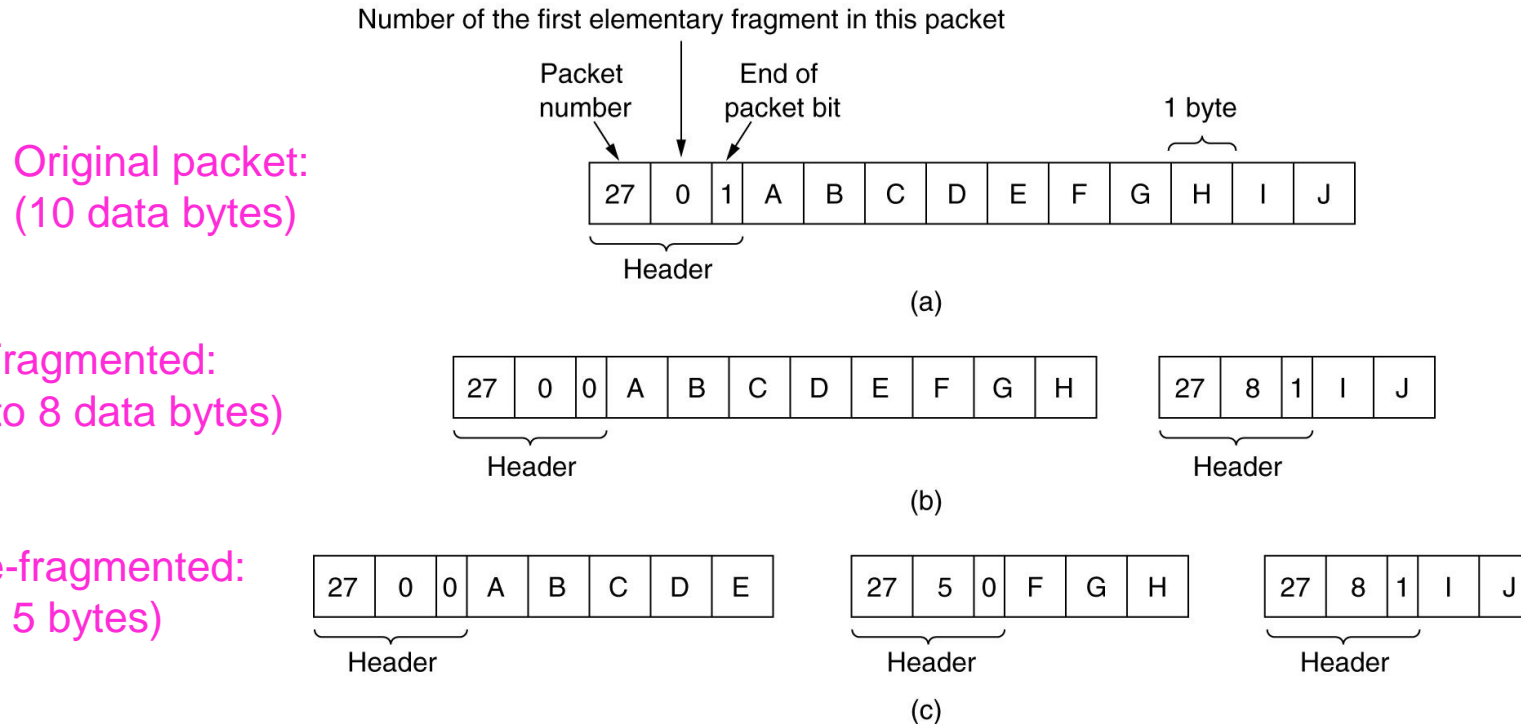 Number of the first elementary fragment in this packet
Packet number
End of packet bit
1 byte
Original packet:
(10 data bytes)
27 0 1 A B C D E F G H I J
Header
(a)
ragmented:
to 8 data bytes)
27 0 0 A B C D E F G H
27 8 1 I J
Header
Header
(b)
e-fragmented:
5 bytes)
27 0 0 A B C D E
27 5 0 F G H
27 8 1 I J
Header
Header
Header
(c)